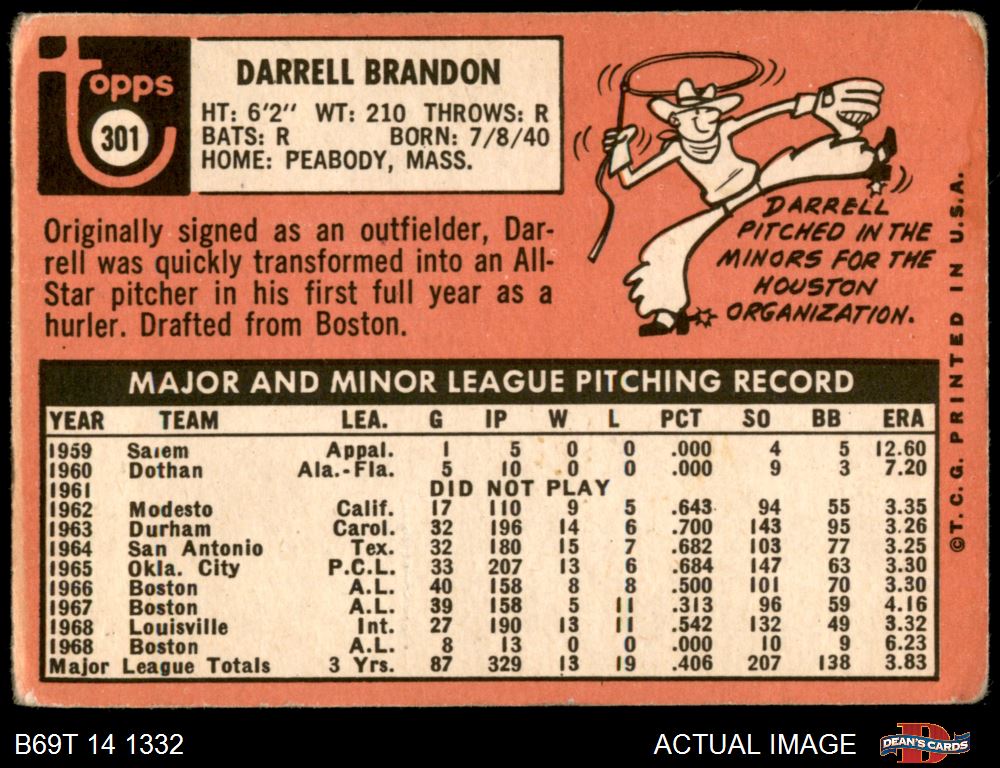 topps
301
DARRELL BRANDON
HT: 6'2" WT: 210 THROWS: R
BATS: R BORN: 7/8/40
HOME: PEABODY, MASS.
Originally signed as an outfielder, Dar-
rell was quickly transformed into an All-
Star pitcher in his first full year as a
hurler. Drafted from Boston.
DARRELL
PITCHED IN THE
MINORS FOR THE
HOUSTON
ORGANIZATION.
MAJOR AND MINOR LEAGUE PITCHING RECORD
YEAR TEAM LEA. G IP W L PCT SO BB ERA
1959 Salem Appal. 1 5 0 0 .000 4 5 12.60
1960 Dothan Ala.-Fla. 5 10 0 0 .000 9 3 7.20
1961 DID NOT PLAY
1962 Modesto Calif. 17 110 9 5 .643 94 55 3.35
1963 Durham Carol. 32 196 14 6 .700 143 95 3.26
1964 San Antonio Tex. 32 180 15 7 .682 103 77 3.25
1965 Okla. City P.C.L. 33 207 13 6 .684 147 63 3.30
1966 Boston A.L. 40 158 8 8 .500 101 70 3.30
1967 Boston A.L. 39 158 5 11 .313 96 59 4.16
1968 Louisville Int. 27 190 13 11 .542 132 49 3.32
1968 Boston A.L. 8 13 0 0 .000 10 9 6.23
Major League Totals 3 Yrs. 87 329 13 19 .406 207 138 3.83
©T.C.G. PRINTED IN U.S.A.
B69T 14 1332
ACTUAL IMAGE
DEAN'S CARDS